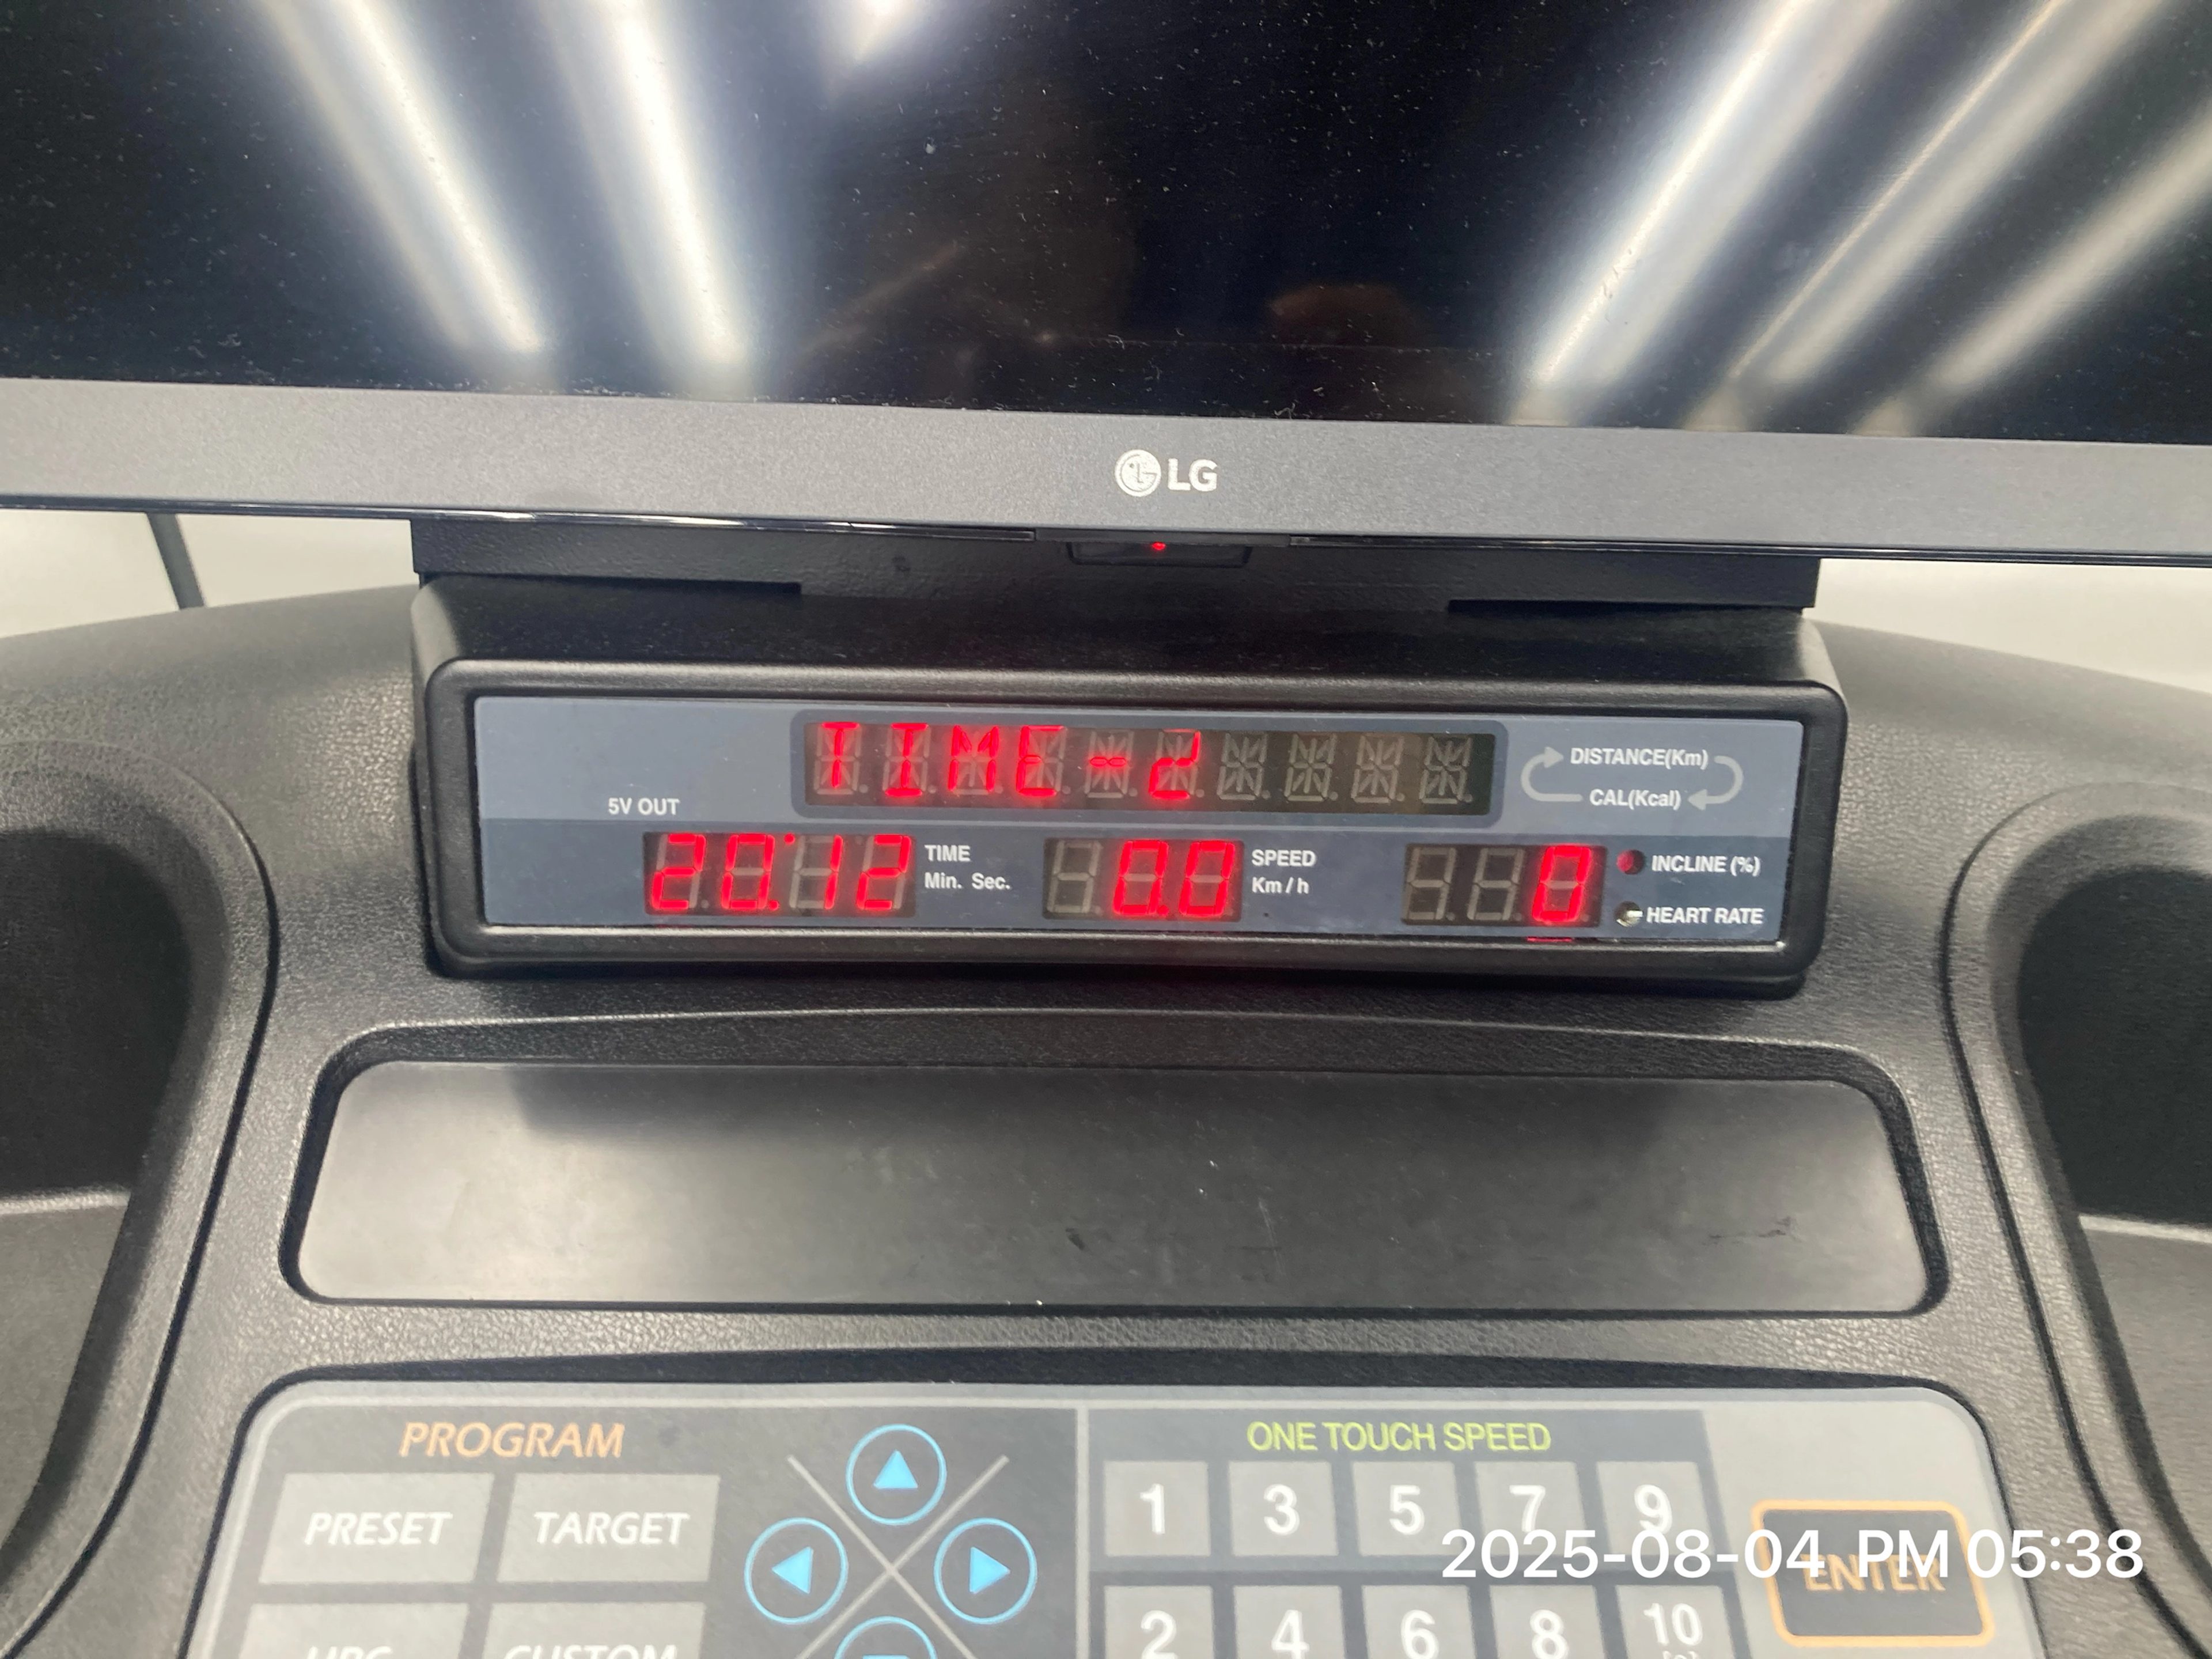 LG
TIME-2
DISTANCE(Km)
CAL(Kcal)
5V OUT
20.12 TIME
Min. Sec.
0.0 SPEED
Km/h
0 INCLINE (%)
HEART RATE
PROGRAM
PRESET TARGET
HRC CUSTOM
ONE TOUCH SPEED
1 3 5 7 9
2 4 6 8 10
ENTER
2025-08-04 PM 05:38